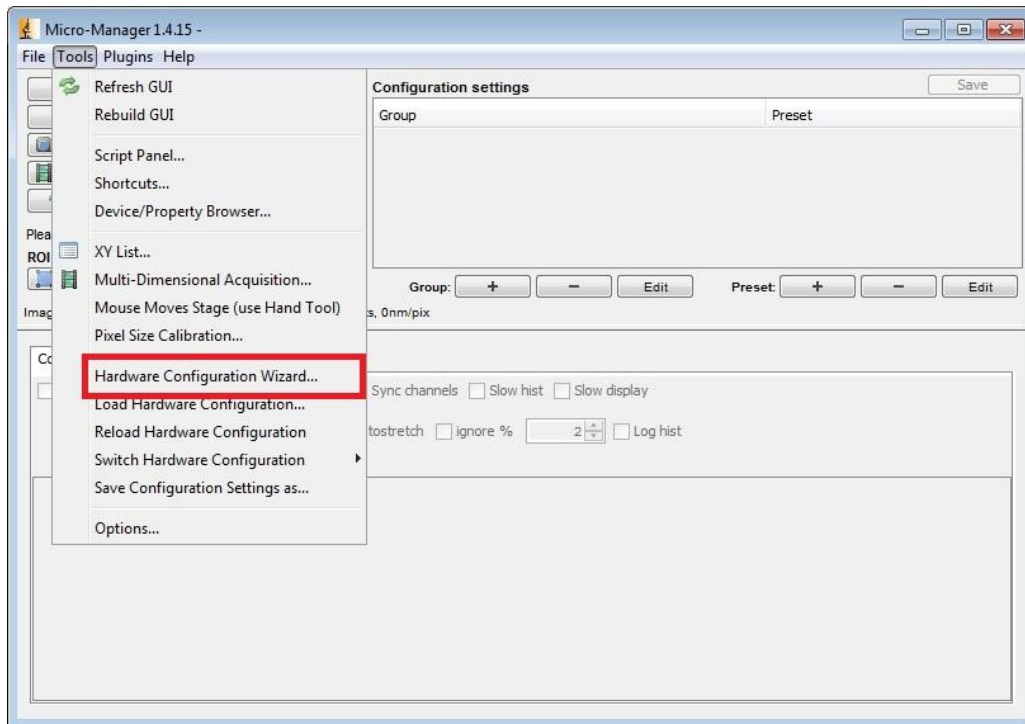 Micro-Manager 1.4.15 -
File Tools Plugins Help
Refresh GUI
Rebuild GUI
Script Panel...
Shortcuts...
Device/Property Browser...
XY List...
Multi-Dimensional Acquisition...
Mouse Moves Stage (use Hand Tool)
Pixel Size Calibration...
Hardware Configuration Wizard...
Load Hardware Configuration...
Reload Hardware Configuration
Switch Hardware Configuration
Save Configuration Settings as...
Options...
Configuration settings Save
Group Preset
Plea
ROI
Group: + − Edit Preset: + − Edit
Imag s, 0nm/pix
Co
Sync channels Slow hist Slow display
tostretch ignore % 2 Log hist